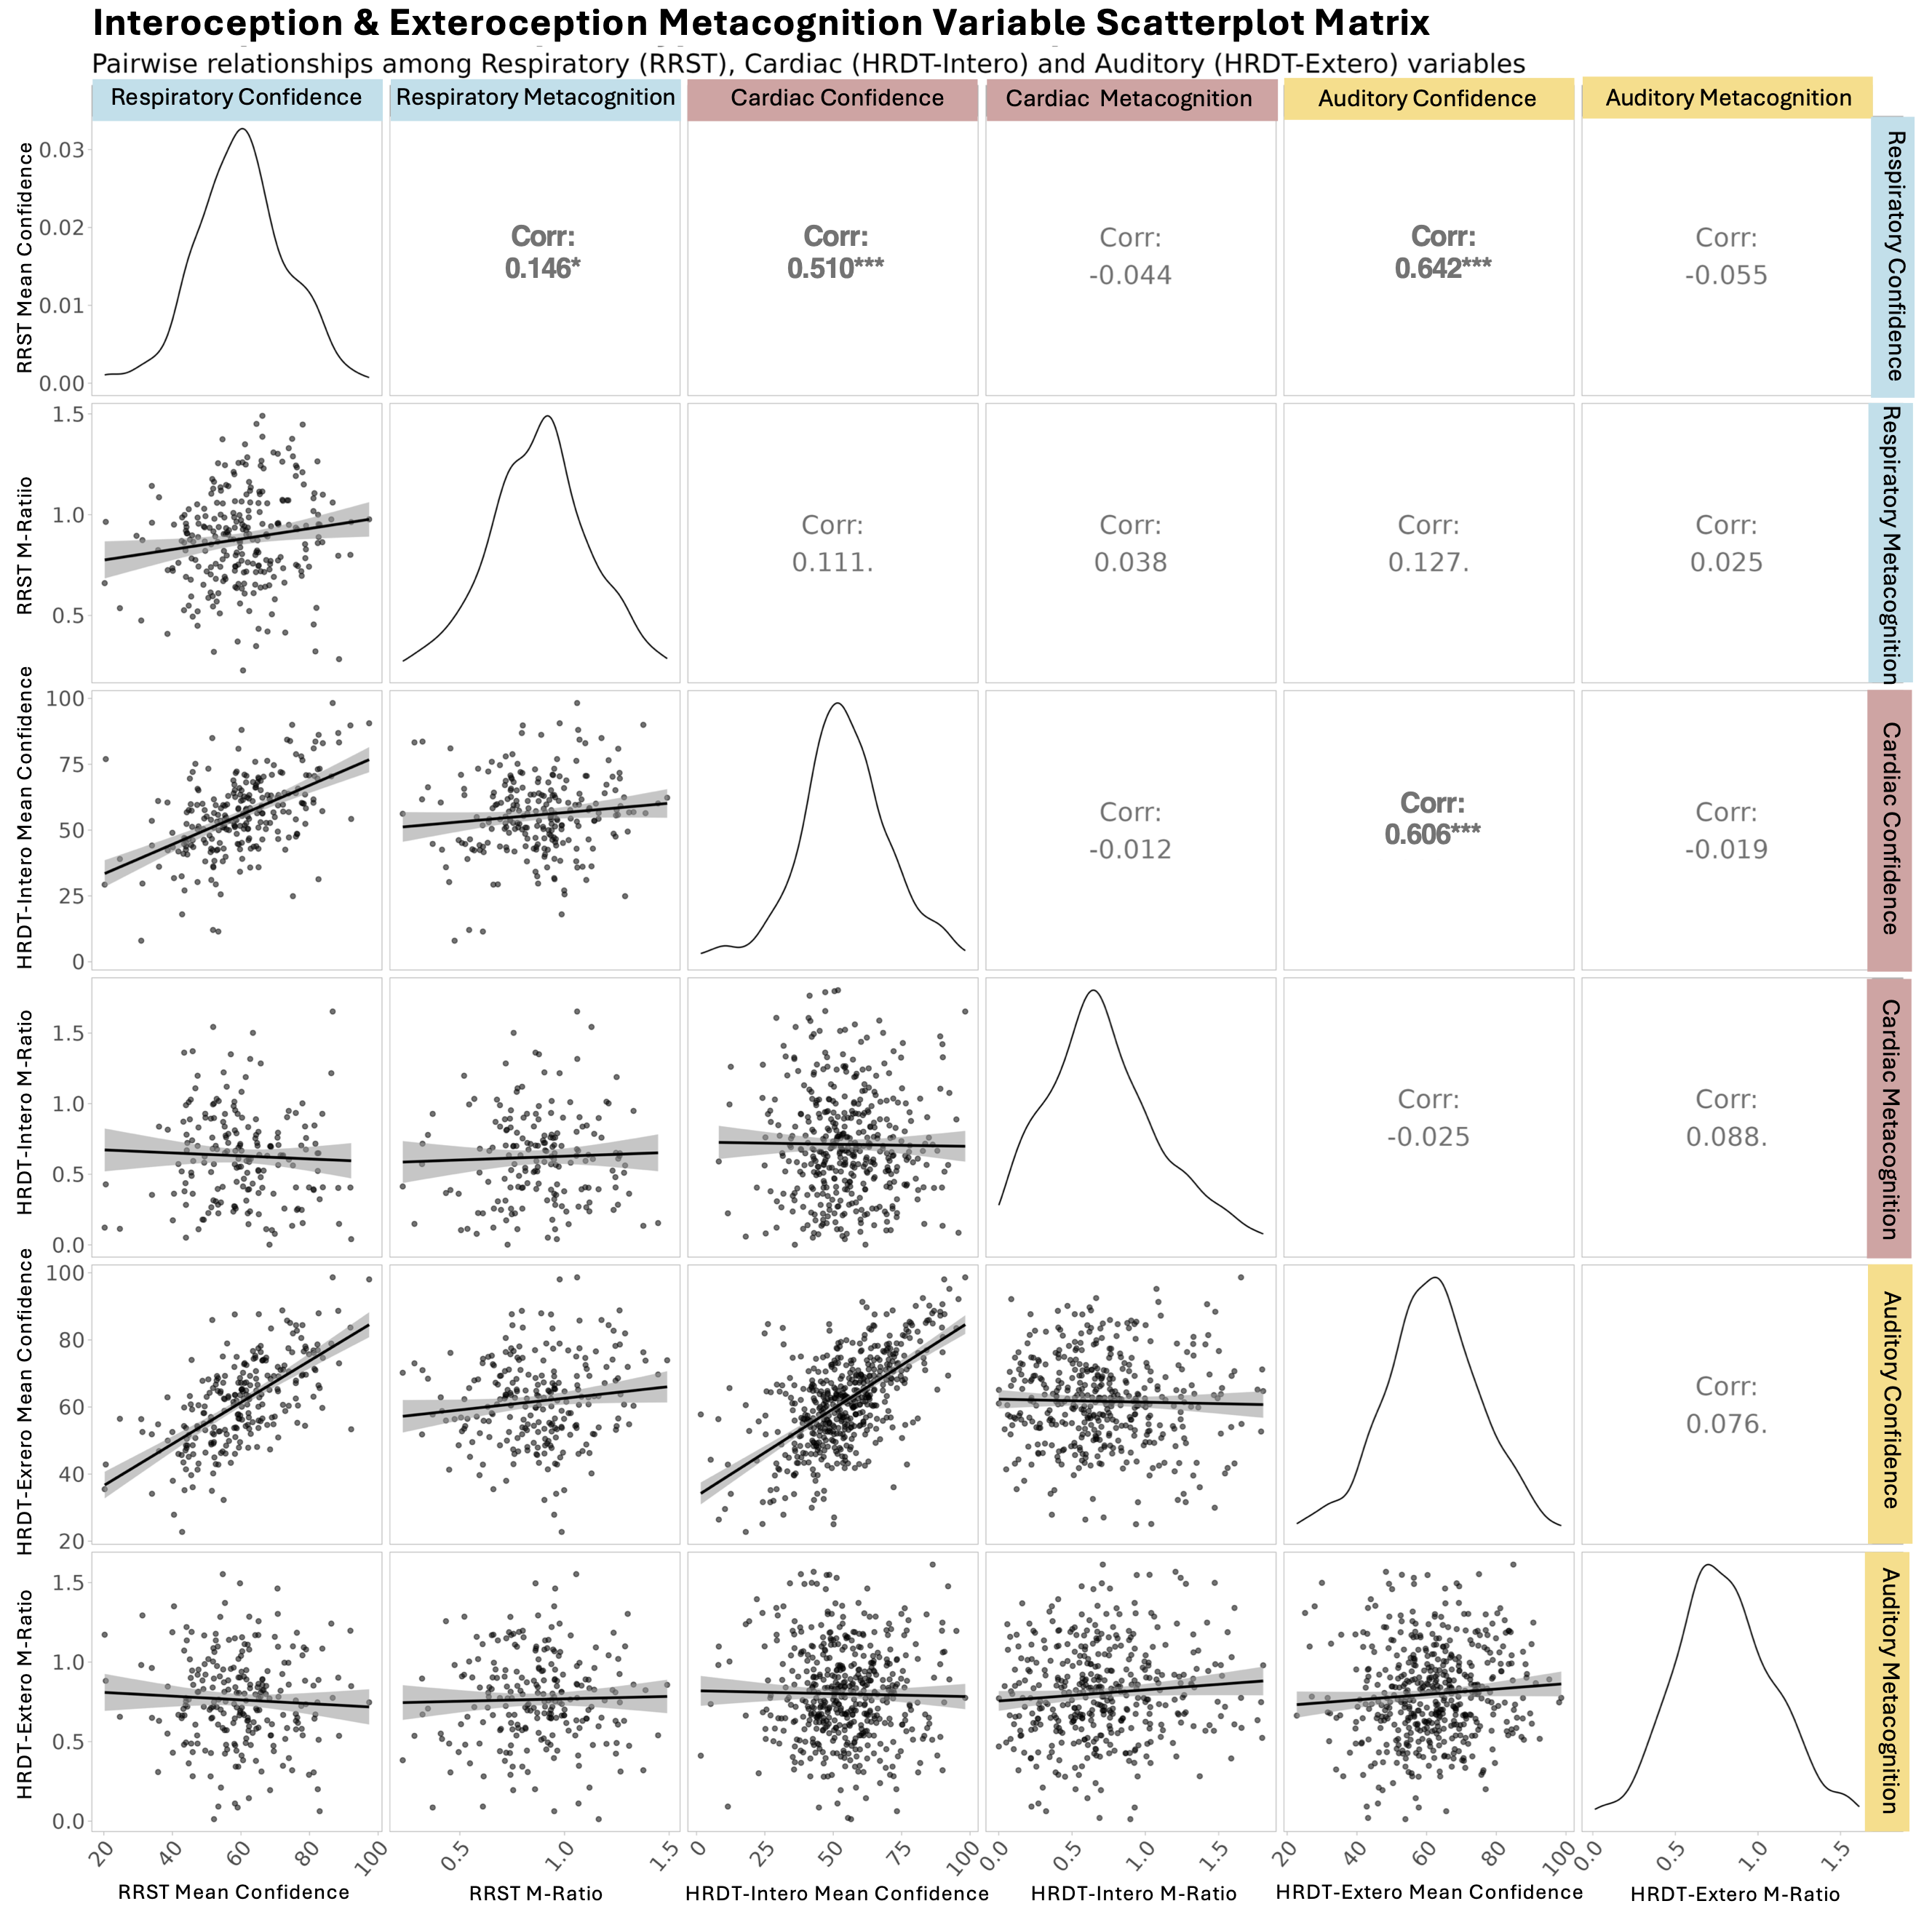 Interoception & Exteroception Metacognition Variable Scatterplot Matrix
Pairwise relationships among Respiratory (RRST), Cardiac (HRDT-Intero) and Auditory (HRDT-Extero) variables
Respiratory Confidence
Respiratory Metacognition
Cardiac Confidence
Cardiac Metacognition
Auditory Confidence
Auditory Metacognition
RRST Mean Confidence
0.03
0.02
0.01
0.00
Corr:
0.146*
Corr:
0.510***
Corr:
-0.044
Corr:
0.642***
Corr:
-0.055
Respiratory Confidence
RRST M-Ratiio
1.5
1.0
0.5
Corr:
0.111.
Corr:
0.038
Corr:
0.127.
Corr:
0.025
Respiratory Metacognition
HRDT-Intero Mean Confidence
100
75
50
25
0
Corr:
-0.012
Corr:
0.606***
Corr:
-0.019
Cardiac Confidence
HRDT-Intero M-Ratio
1.5
1.0
0.5
0.0
Corr:
-0.025
Corr:
0.088.
Cardiac Metacognition
HRDT-Exrero Mean Confidence
100
80
60
40
20
Corr:
0.076.
Auditory Confidence
HRDT-Extero M-Ratio
1.5
1.0
0.5
0.0
Auditory Metacognition
20 40 60 80 100
0.5 1.0 1.5
0 25 50 75 100
0.0 0.5 1.0 1.5
20 40 60 80 100
0.0 0.5 1.0 1.5
RRST Mean Confidence
RRST M-Ratio
HRDT-Intero Mean Confidence
HRDT-Intero M-Ratio
HRDT-Extero Mean Confidence
HRDT-Extero M-Ratio